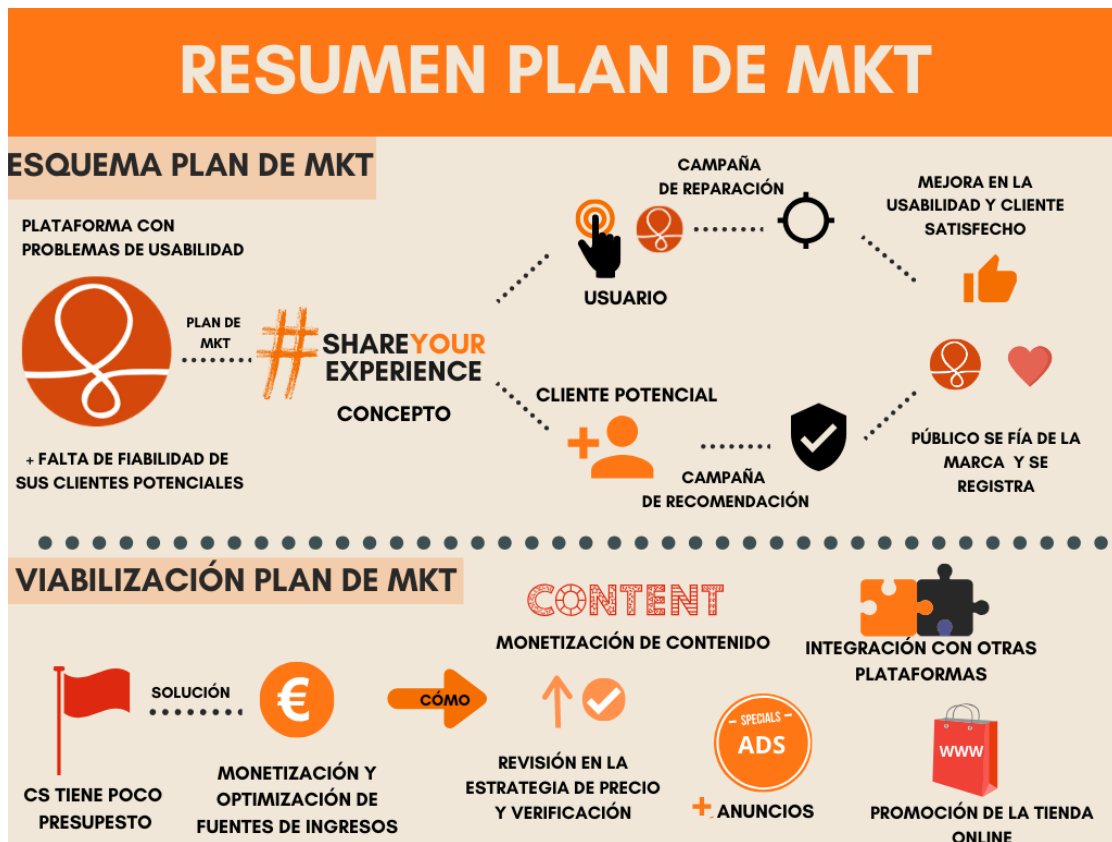 RESUMEN PLAN DE MKT
ESQUEMA PLAN DE MKT
PLATAFORMA CON
PROBLEMAS DE USABILIDAD
PLAN DE
MKT
+ FALTA DE FIABILIDAD DE
SUS CLIENTES POTENCIALES
#SHAREYOUR
EXPERIENCE
CONCEPTO
CAMPAÑA
DE REPARACIÓN
USUARIO
MEJORA EN LA
USABILIDAD Y CLIENTE
SATISFECHO
CLIENTE POTENCIAL
CAMPAÑA
DE RECOMENDACIÓN
PÚBLICO SE FÍA DE LA
MARCA Y SE
REGISTRA
VIABILIZACIÓN PLAN DE MKT
CS TIENE POCO
PRESUPESTO
SOLUCIÓN
€
MONETIZACIÓN Y
OPTIMIZACIÓN DE
FUENTES DE INGRESOS
CÓMO
CONTENT
MONETIZACIÓN DE CONTENIDO
INTEGRACIÓN CON OTRAS
PLATAFORMAS
REVISIÓN EN LA
ESTRATEGIA DE PRECIO
Y VERIFICACIÓN
SPECIALS
ADS
+ ANUNCIOS
WWW
PROMOCIÓN DE LA TIENDA
ONLINE